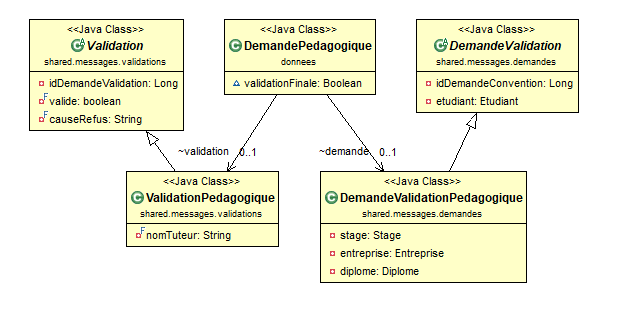 <<Java Class>>
Validation
shared.messages.validations
idDemandeValidation: Long
valide: boolean
causeRefus: String
<<Java Class>>
DemandePedagogique
donnees
validationFinale: Boolean
<<Java Class>>
DemandeValidation
shared.messages.demandes
idDemandeConvention: Long
etudiant: Etudiant
~validation
0..1
~demande
0..1
<<Java Class>>
ValidationPedagogique
shared.messages.validations
nomTuteur: String
<<Java Class>>
DemandeValidationPedagogique
shared.messages.demandes
stage: Stage
entreprise: Entreprise
diplome: Diplome